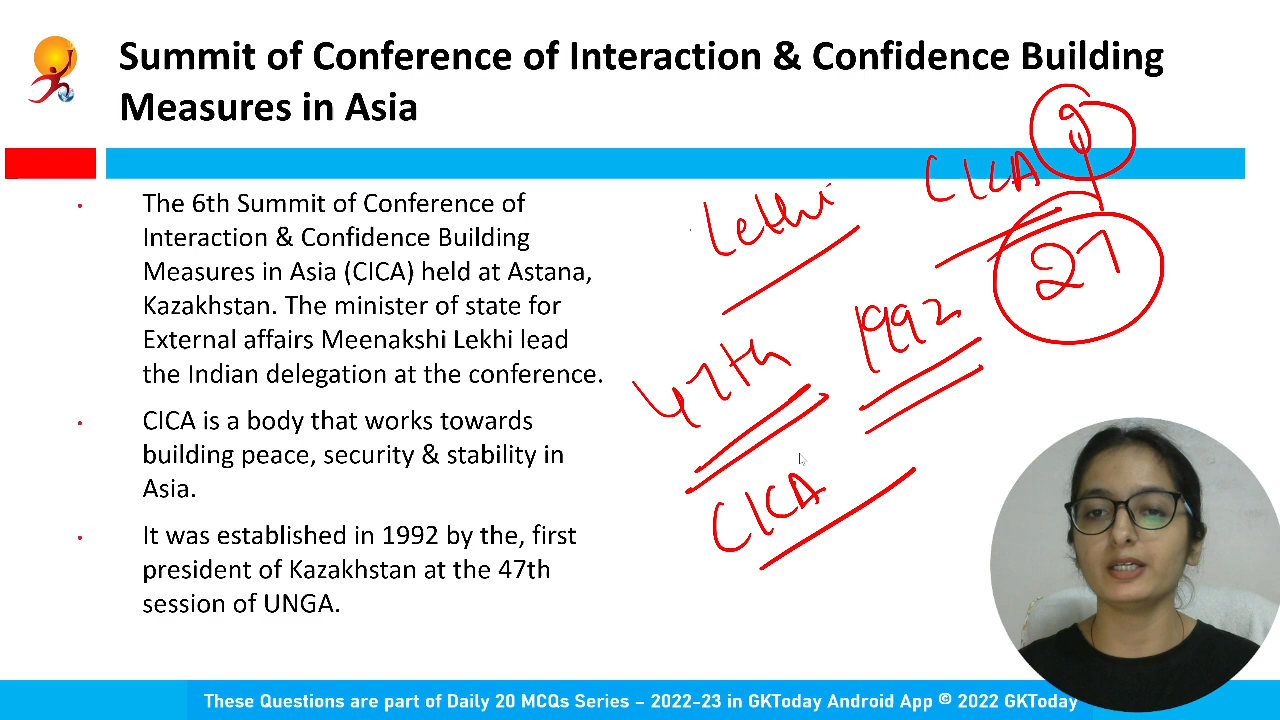 Summit of Conference of Interaction & Confidence Building
Measures in Asia
The 6th Summit of Conference of
Interaction & Confidence Building
Measures in Asia (CICA) held at Astana,
Kazakhstan. The minister of state for
External affairs Meenakshi Lekhi lead
the Indian delegation at the conference.
CICA is a body that works towards
building peace, security & stability in
Asia.
It was established in 1992 by the, first
president of Kazakhstan at the 47th
session of UNGA.
Lekhi
CICA
27
47th
1992
CICA
These Questions are part of Daily 20 MCQs Series – 2022-23 in GKToday Android App © 2022 GKToday